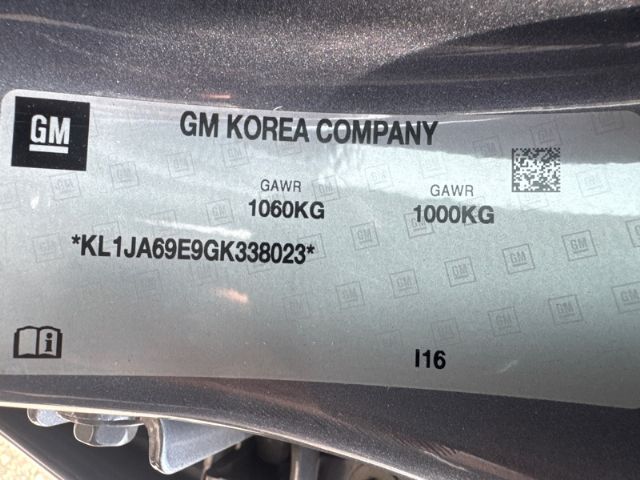 GM
GM KOREA COMPANY
GAWR
1060KG
GAWR
1000KG
*KL1JA69E9GK338023*
i
I16